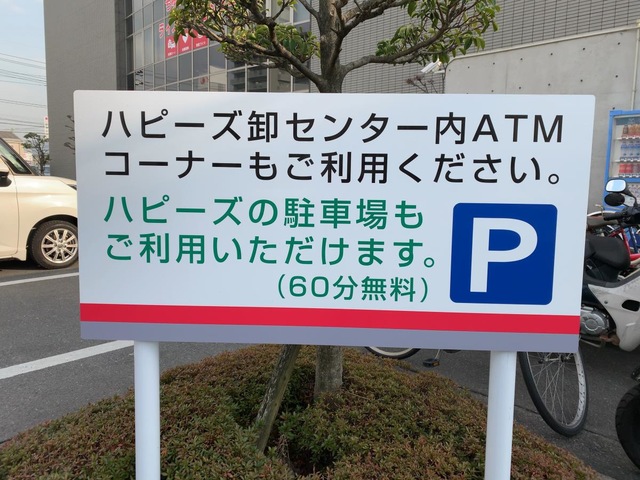 ハピーズ卸センター内ATM
コーナーもご利用ください。
ハピーズの駐車場も
ご利用いただけます。
(60分無料)
P